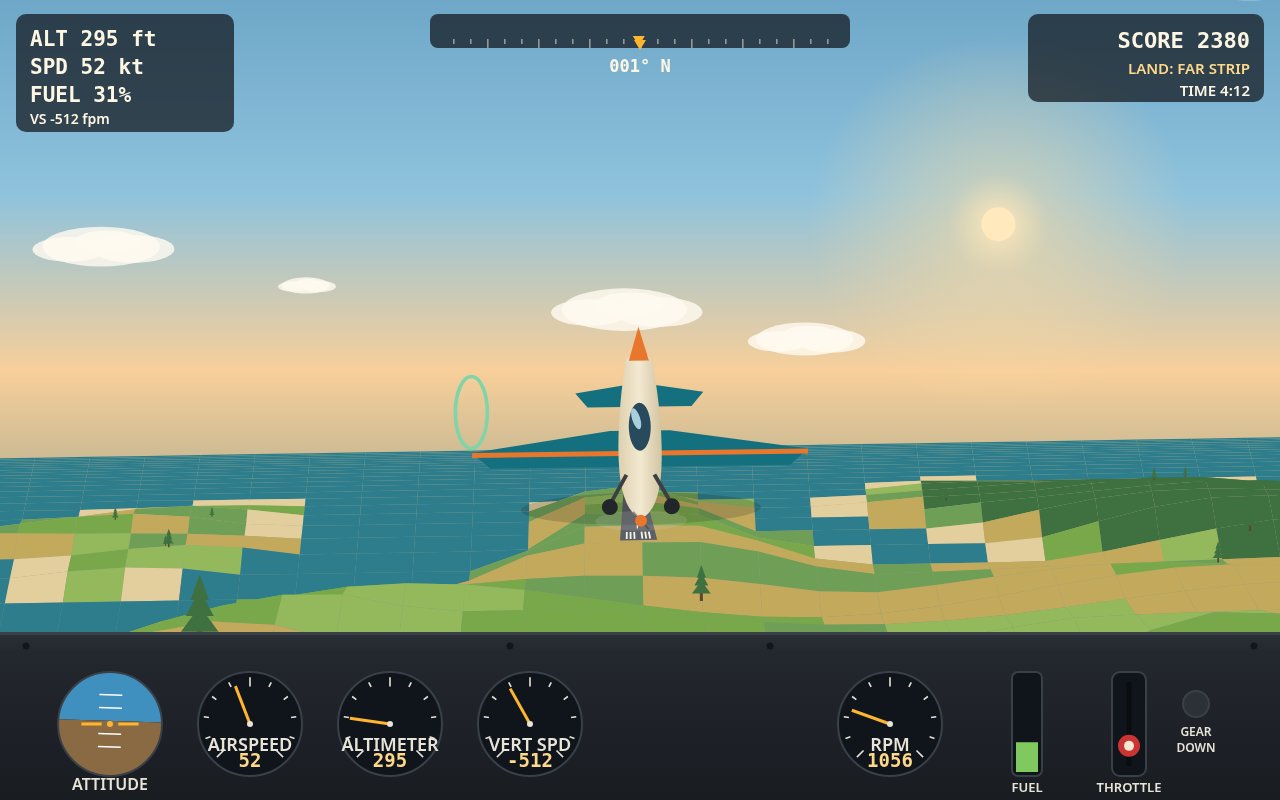 ALT 295 ft
SPD 52 kt
FUEL 31%
VS -512 fpm
001° N
SCORE 2380
LAND: FAR STRIP
TIME 4:12
AIRSPEED
52
ALTIMETER
295
VERT SPD
-512
RPM
1056
GEAR
DOWN
ATTITUDE
FUEL
THROTTLE